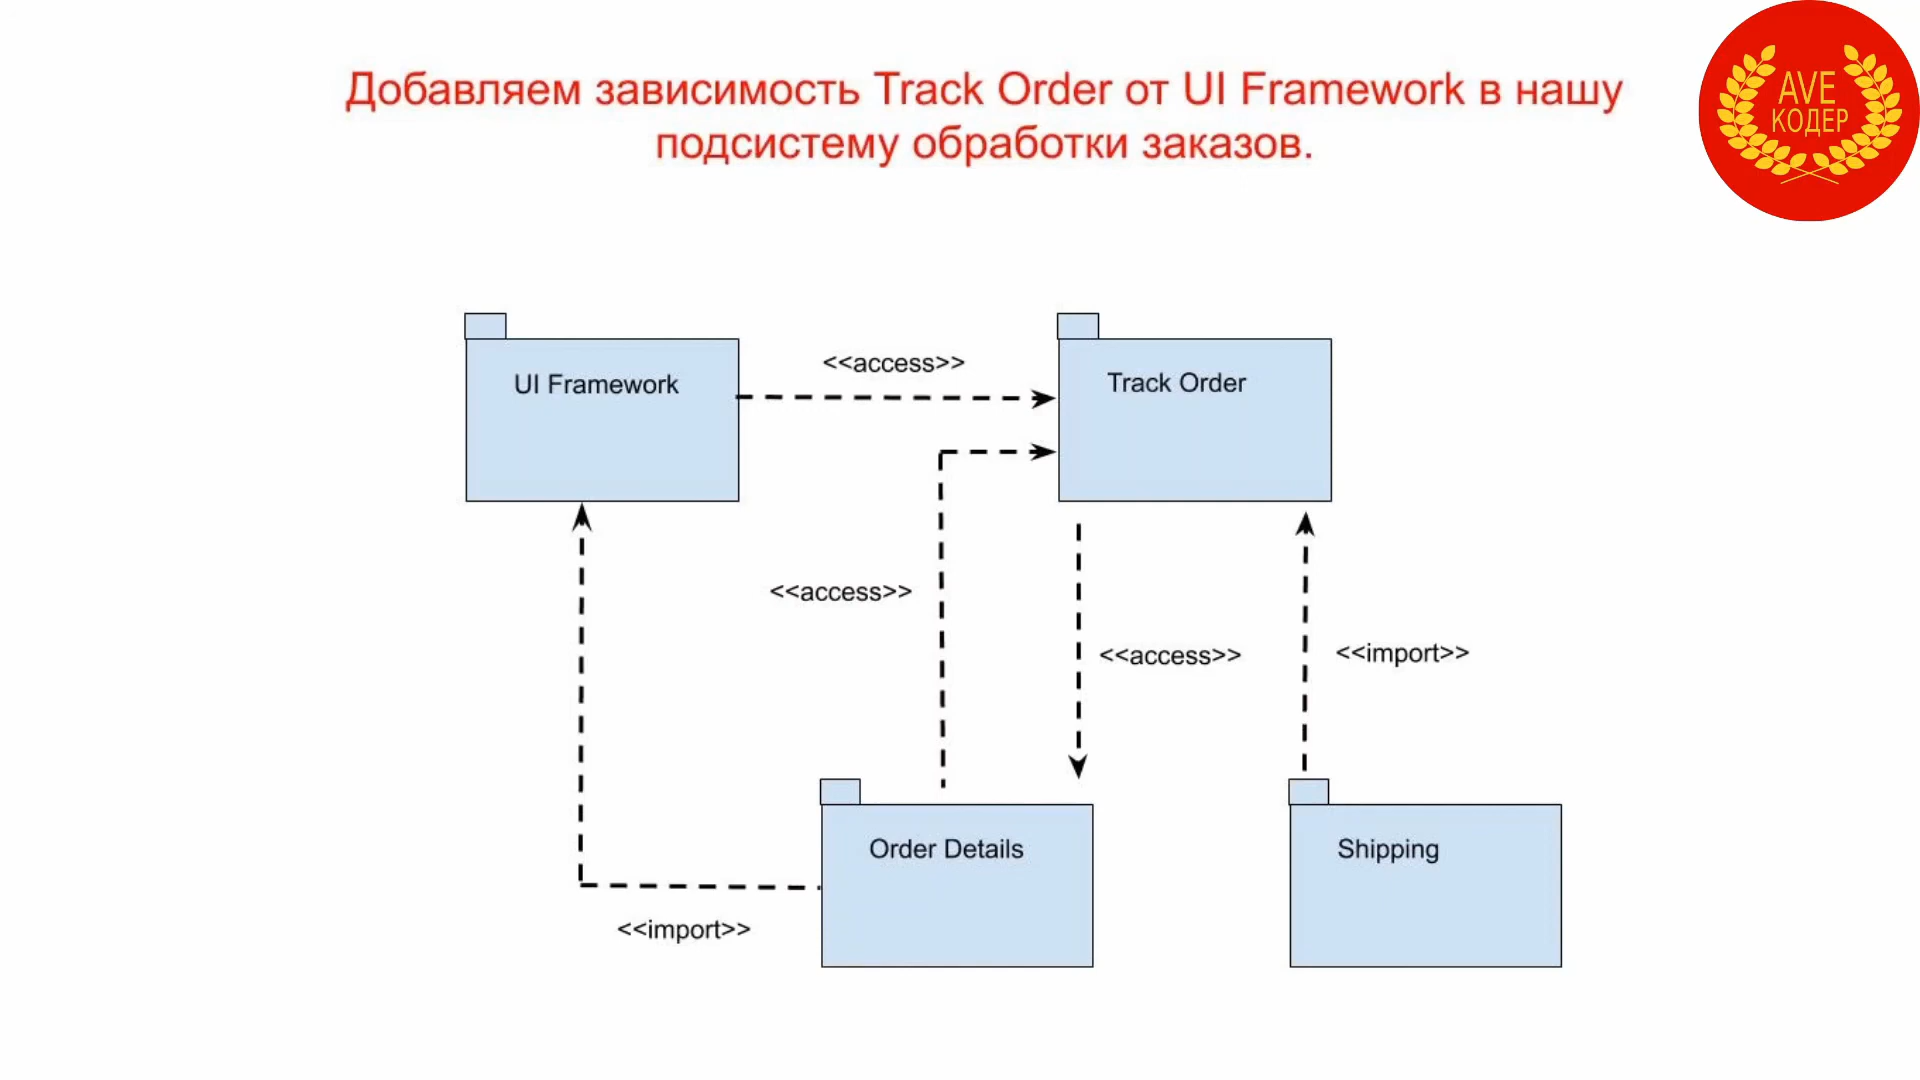 Добавляем зависимость Track Order от UI Framework в нашу
подсистему обработки заказов.
AVE
КОДЕР
UI Framework
<<access>>
Track Order
<<access>>
<<access>>
<<import>>
Order Details
Shipping
<<import>>